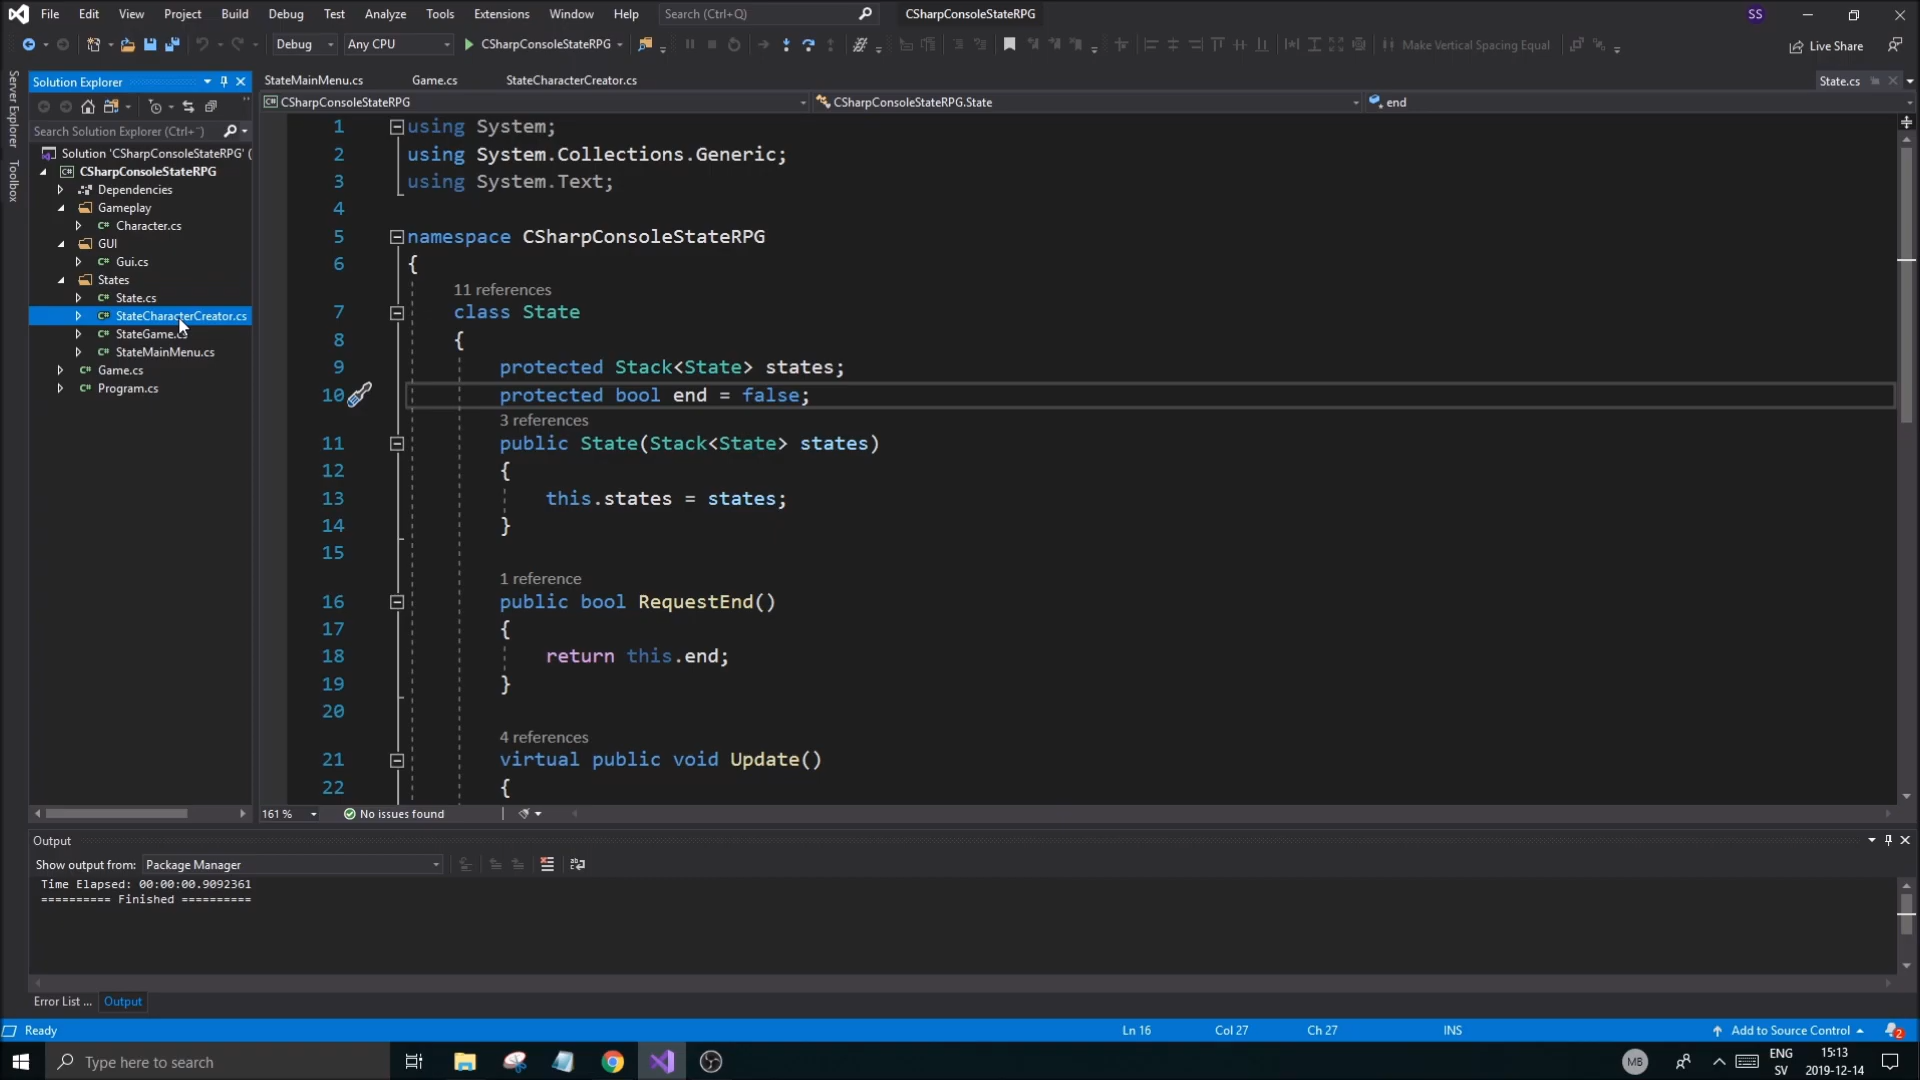 File Edit View Project Build Debug Test Analyze Tools Extensions Window Help Search (Ctrl+Q) CSharpConsoleStateRPG SS
Debug Any CPU CSharpConsoleStateRPG Make Vertical Spacing Equal Live Share
Server Explorer
Toolbox
Solution Explorer
Search Solution Explorer (Ctrl+¨)
Solution 'CSharpConsoleStateRPG' (
CSharpConsoleStateRPG
Dependencies
Gameplay
C# Character.cs
GUI
C# Gui.cs
States
C# State.cs
C# StateCharacterCreator.cs
C# StateGame.cs
C# StateMainMenu.cs
C# Game.cs
C# Program.cs
StateMainMenu.cs Game.cs StateCharacterCreator.cs State.cs
CSharpConsoleStateRPG CSharpConsoleStateRPG.State end
1 using System;
2 using System.Collections.Generic;
3 using System.Text;
4
5 namespace CSharpConsoleStateRPG
6 {
11 references
7 class State
8 {
9 protected Stack<State> states;
10 protected bool end = false;
3 references
11 public State(Stack<State> states)
12 {
13 this.states = states;
14 }
15
1 reference
16 public bool RequestEnd()
17 {
18 return this.end;
19 }
20
4 references
21 virtual public void Update()
22 {
161 % No issues found
Output
Show output from: Package Manager
Time Elapsed: 00:00:00.9092361
========== Finished ==========
Error List ... Output
Ready Ln 16 Col 27 Ch 27 INS Add to Source Control 2
Type here to search MB ENG 15:13
SV 2019-12-14